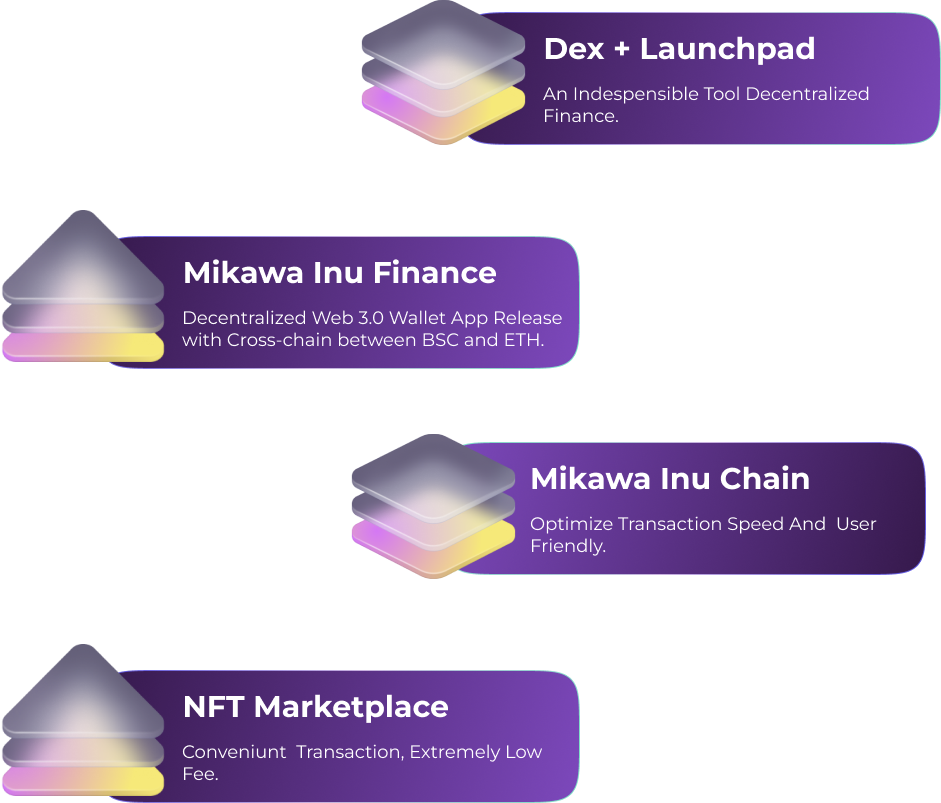 Dex + Launchpad
An Indespensible Tool Decentralized
Finance.
Mikawa Inu Finance
Decentralized Web 3.0 Wallet App Release
with Cross-chain between BSC and ETH.
Mikawa Inu Chain
Optimize Transaction Speed And  User
Friendly.
NFT Marketplace
Conveniunt  Transaction, Extremely Low
Fee.